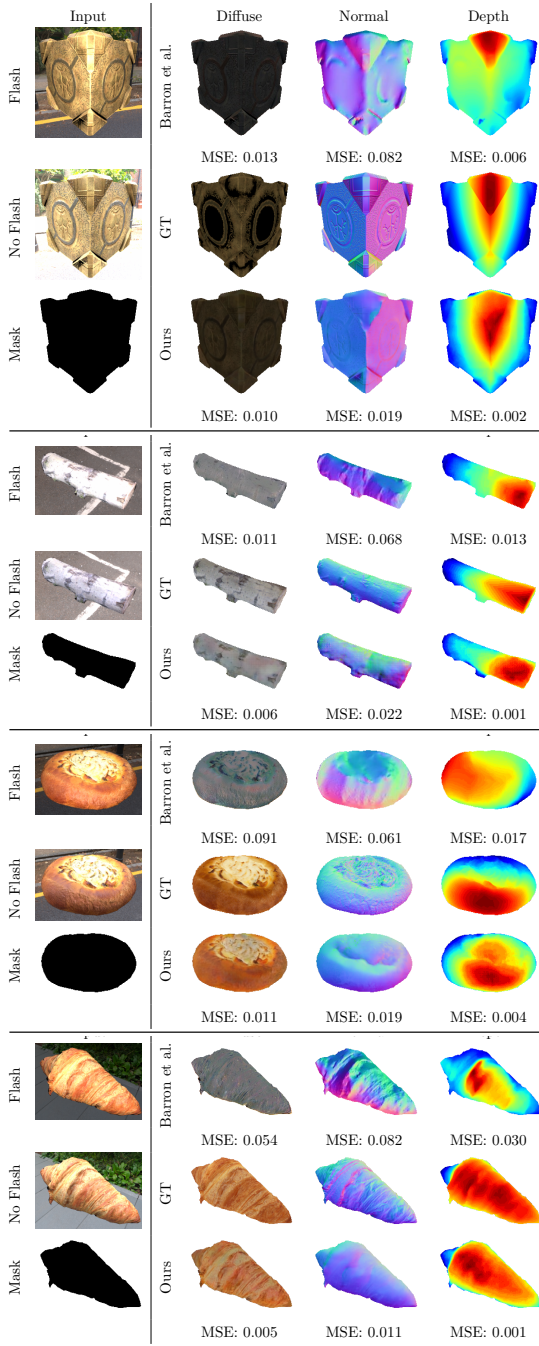 Input Diffuse Normal Depth
Flash
Barron et al.
MSE: 0.013 MSE: 0.082 MSE: 0.006
No Flash
GT
Mask
Ours
MSE: 0.010 MSE: 0.019 MSE: 0.002
Flash
Barron et al.
MSE: 0.011 MSE: 0.068 MSE: 0.013
No Flash
GT
Mask
Ours
MSE: 0.006 MSE: 0.022 MSE: 0.001
Flash
Barron et al.
MSE: 0.091 MSE: 0.061 MSE: 0.017
No Flash
GT
Mask
Ours
MSE: 0.011 MSE: 0.019 MSE: 0.004
Flash
Barron et al.
MSE: 0.054 MSE: 0.082 MSE: 0.030
No Flash
GT
Mask
Ours
MSE: 0.005 MSE: 0.011 MSE: 0.001